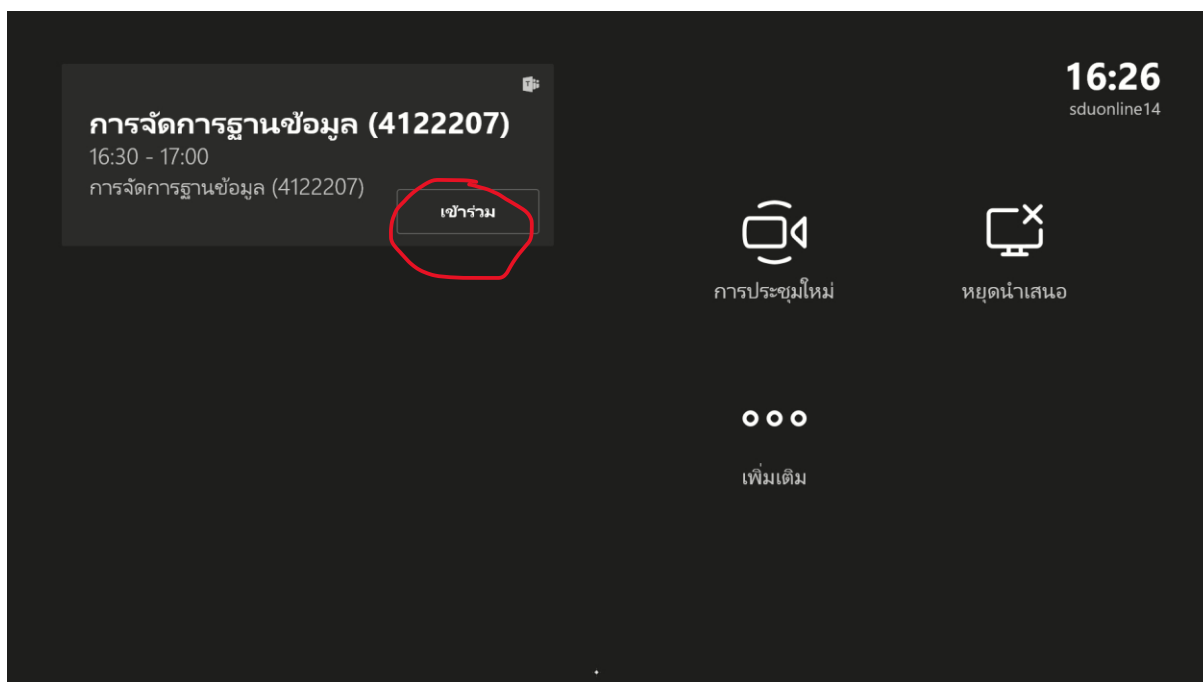 การจัดการฐานข้อมูล (4122207)
16:30 - 17:00
การจัดการฐานข้อมูล (4122207)
เข้าร่วม
16:26
sduonline14
การประชุมใหม่
หยุดนำเสนอ
เพิ่มเติม